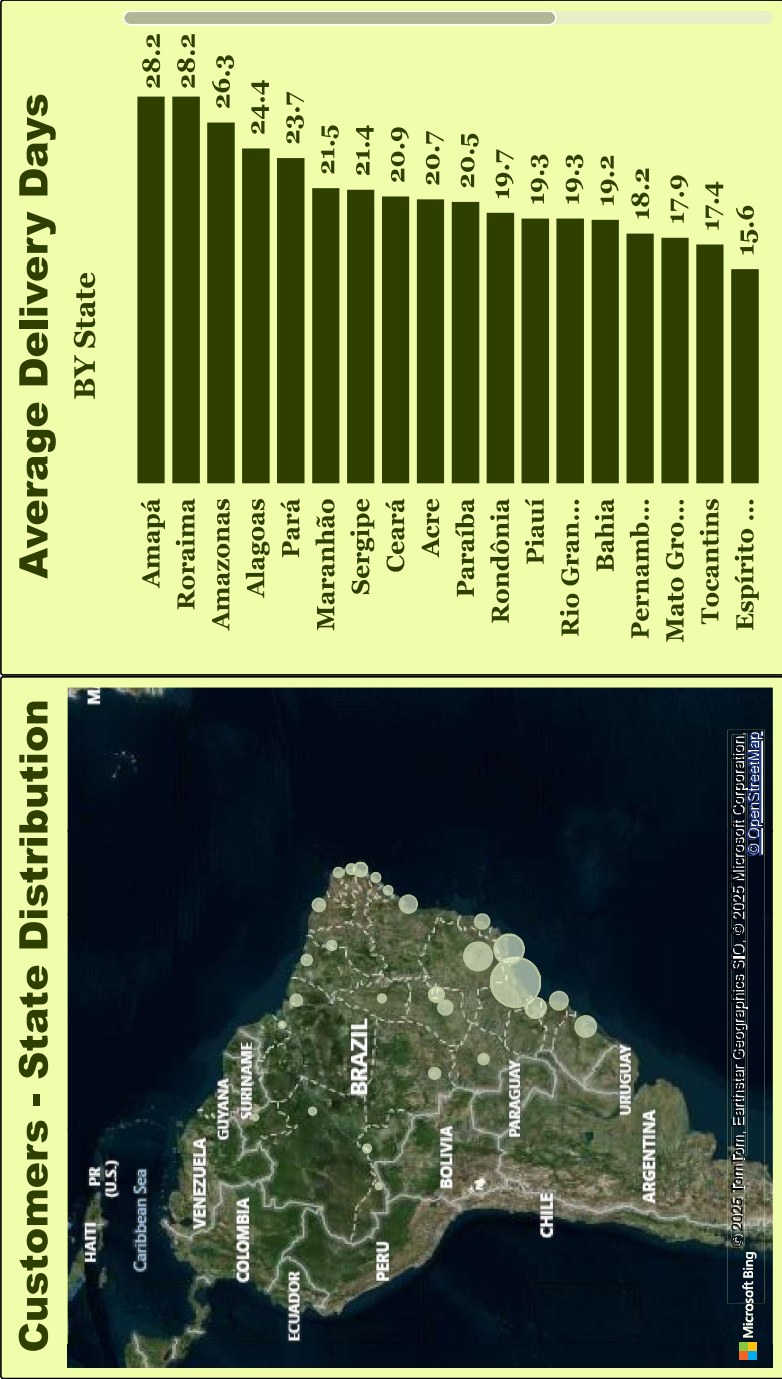 Customers - State Distribution
HAITI
PR
(U.S.)
M
Caribbean Sea
VENEZUELA
GUYANA
SURINAME
COLOMBIA
ECUADOR
PERU
BRAZIL
BOLIVIA
PARAGUAY
CHILE
URUGUAY
ARGENTINA
Microsoft Bing
© 2025 TomTom, Earthstar Geographics SIO, © 2025 Microsoft Corporation,
© OpenStreetMap
Average Delivery Days
BY State
Amapá 28.2
Roraima 28.2
Amazonas 26.3
Alagoas 24.4
Pará 23.7
Maranhão 21.5
Sergipe 21.4
Ceará 20.9
Acre 20.7
Paraíba 20.5
Rondônia 19.7
Piauí 19.3
Rio Gran... 19.3
Bahia 19.2
Pernamb... 18.2
Mato Gro... 17.9
Tocantins 17.4
Espírito ... 15.6